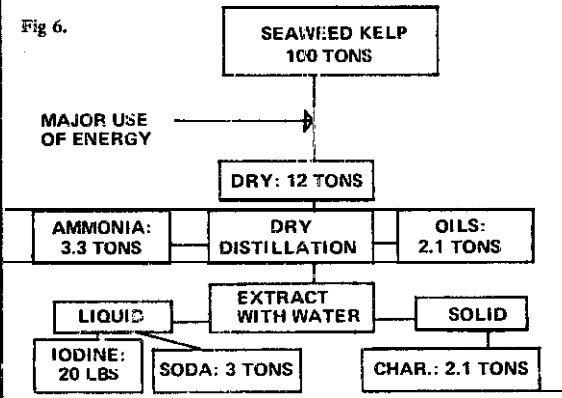 Fig 6.
SEAWEED KELP
100 TONS
MAJOR USE
OF ENERGY
DRY: 12 TONS
AMMONIA:
3.3 TONS
DRY
DISTILLATION
OILS:
2.1 TONS
EXTRACT
WITH WATER
LIQUID
SOLID
IODINE:
20 LBS
SODA: 3 TONS
CHAR.: 2.1 TONS